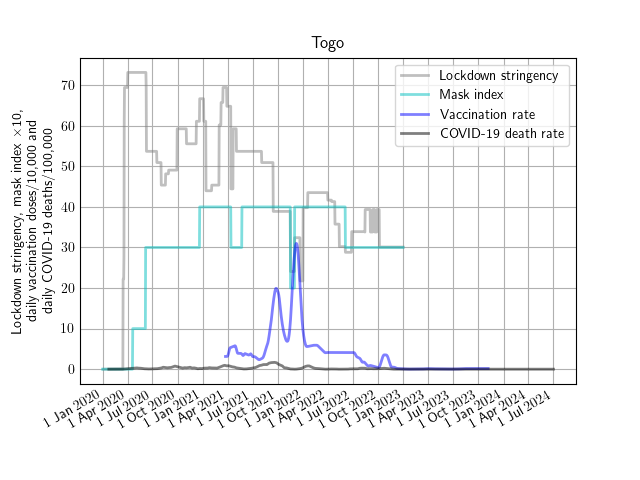 Togo
Lockdown stringency
Mask index
Vaccination rate
COVID-19 death rate
Lockdown stringency, mask index ×10,
daily vaccination doses/10,000 and
daily COVID-19 deaths/100,000
70
60
50
40
30
20
10
0
1 Jan 2020
1 Apr 2020
1 Jul 2020
1 Oct 2020
1 Jan 2021
1 Apr 2021
1 Jul 2021
1 Oct 2021
1 Jan 2022
1 Apr 2022
1 Jul 2022
1 Oct 2022
1 Jan 2023
1 Apr 2023
1 Jul 2023
1 Oct 2023
1 Jan 2024
1 Apr 2024
1 Jul 2024